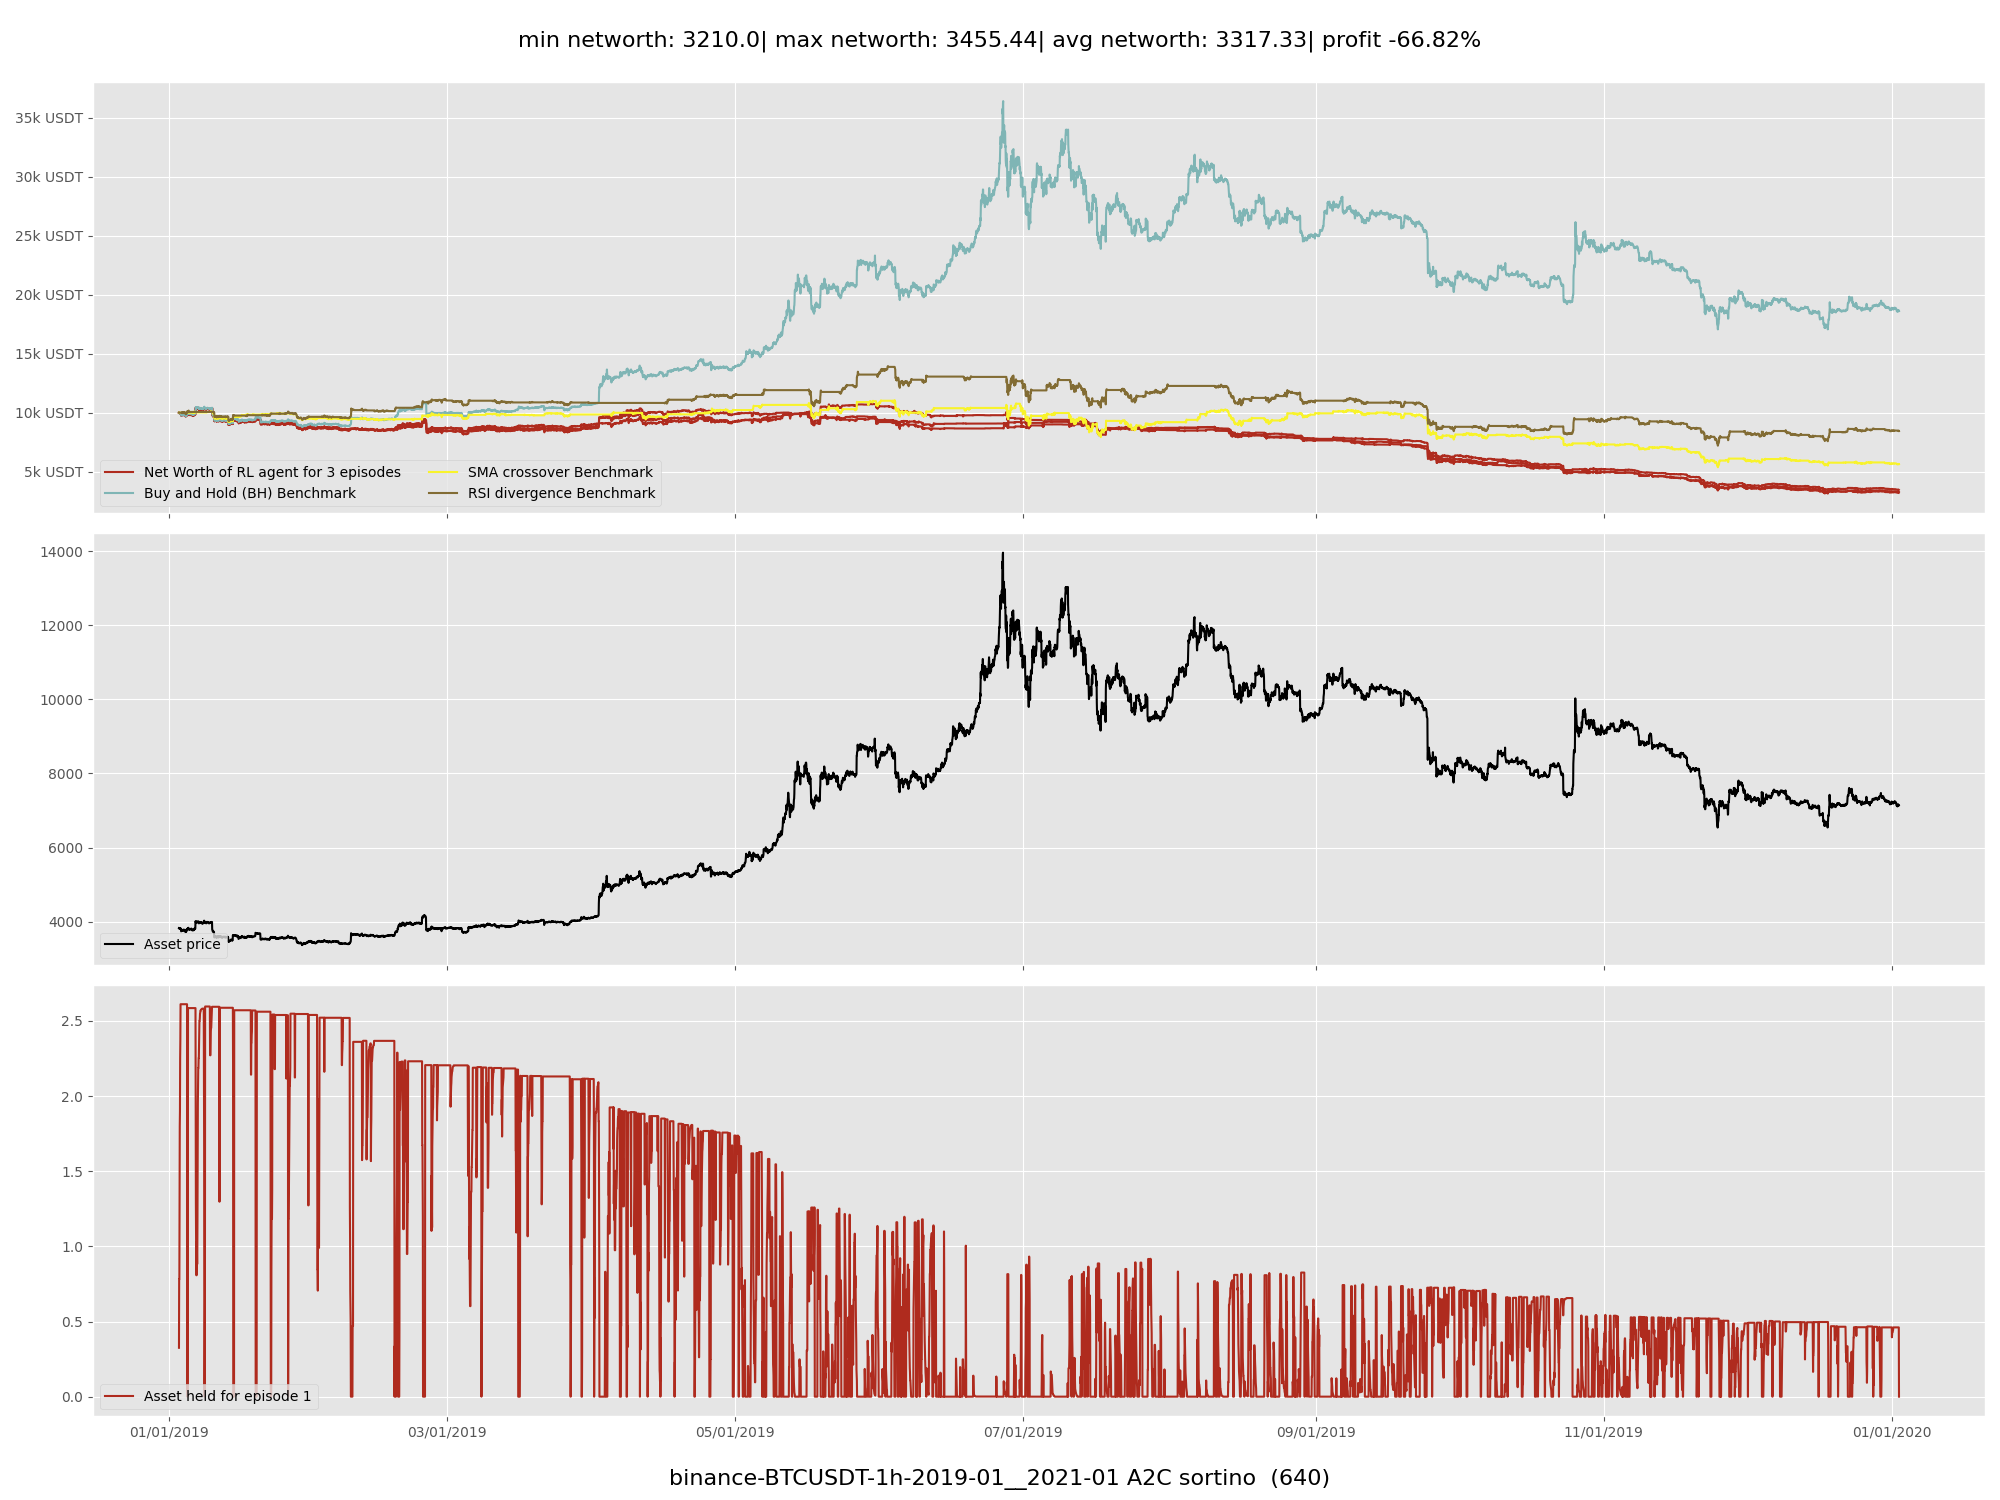 min networth: 3210.0| max networth: 3455.44| avg networth: 3317.33| profit -66.82%
35k USDT
30k USDT
25k USDT
20k USDT
15k USDT
10k USDT
5k USDT
Net Worth of RL agent for 3 episodes
Buy and Hold (BH) Benchmark
SMA crossover Benchmark
RSI divergence Benchmark
14000
12000
10000
8000
6000
4000
Asset price
2.5
2.0
1.5
1.0
0.5
0.0
Asset held for episode 1
01/01/2019 03/01/2019 05/01/2019 07/01/2019 09/01/2019 11/01/2019 01/01/2020
binance-BTCUSDT-1h-2019-01__2021-01 A2C sortino  (640)